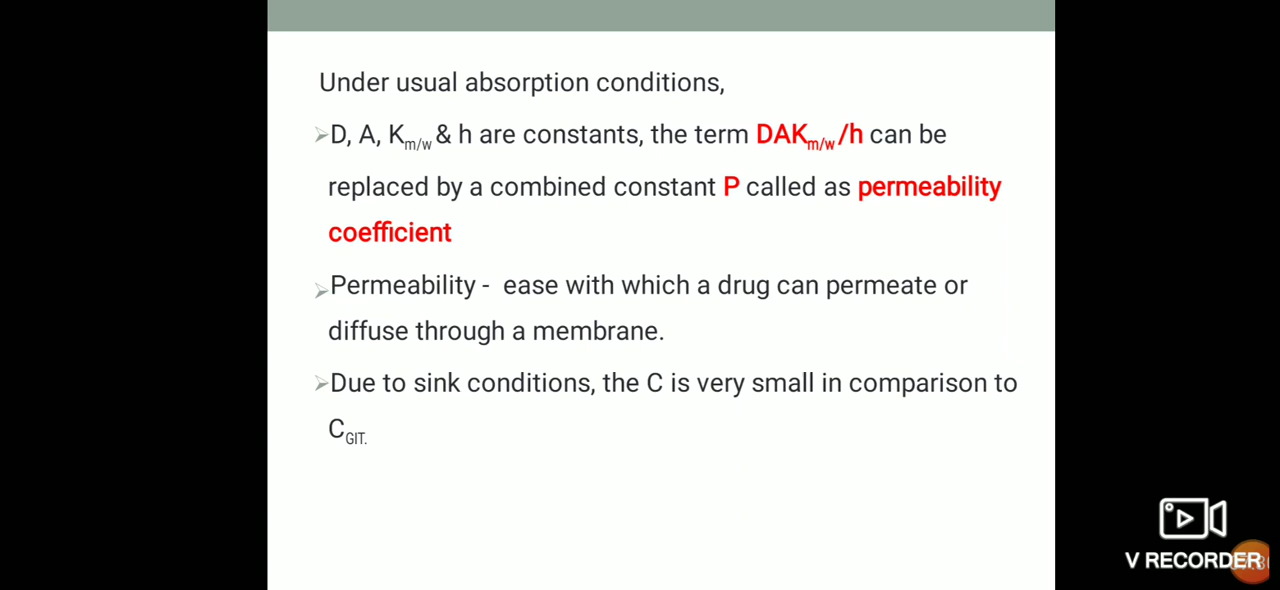 Under usual absorption conditions,
➢D, A, Km/w & h are constants, the term DAKm/w /h can be
replaced by a combined constant P called as permeability
coefficient
➢Permeability - ease with which a drug can permeate or
diffuse through a membrane.
➢Due to sink conditions, the C is very small in comparison to
CGIT.
V RECORDER